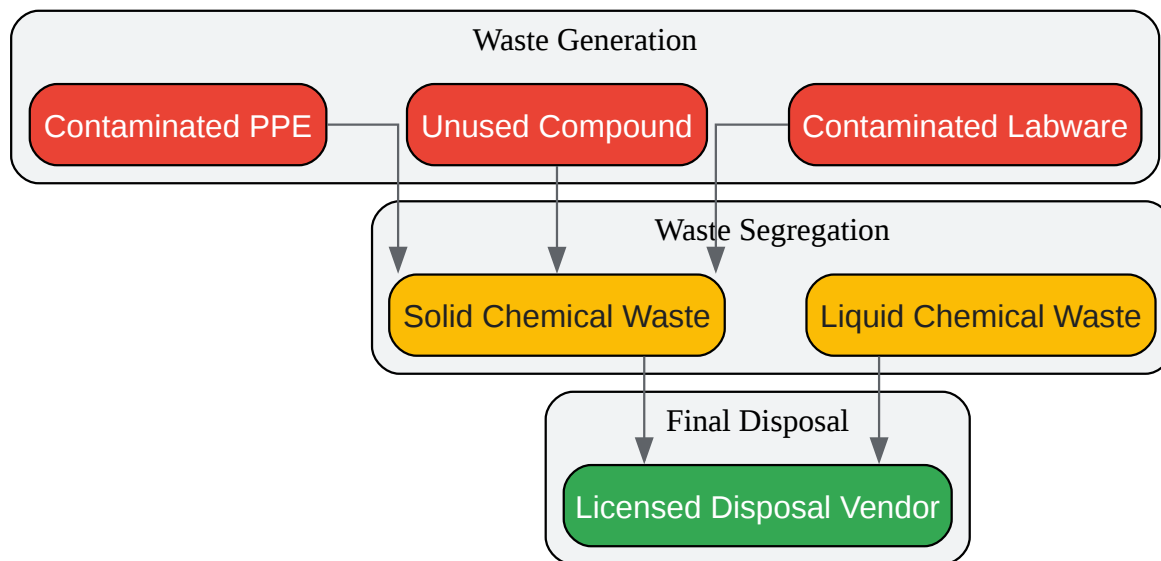 Waste Generation
Contaminated PPE
Unused Compound
Contaminated Labware
Waste Segregation
Solid Chemical Waste
Liquid Chemical Waste
Final Disposal
Licensed Disposal Vendor